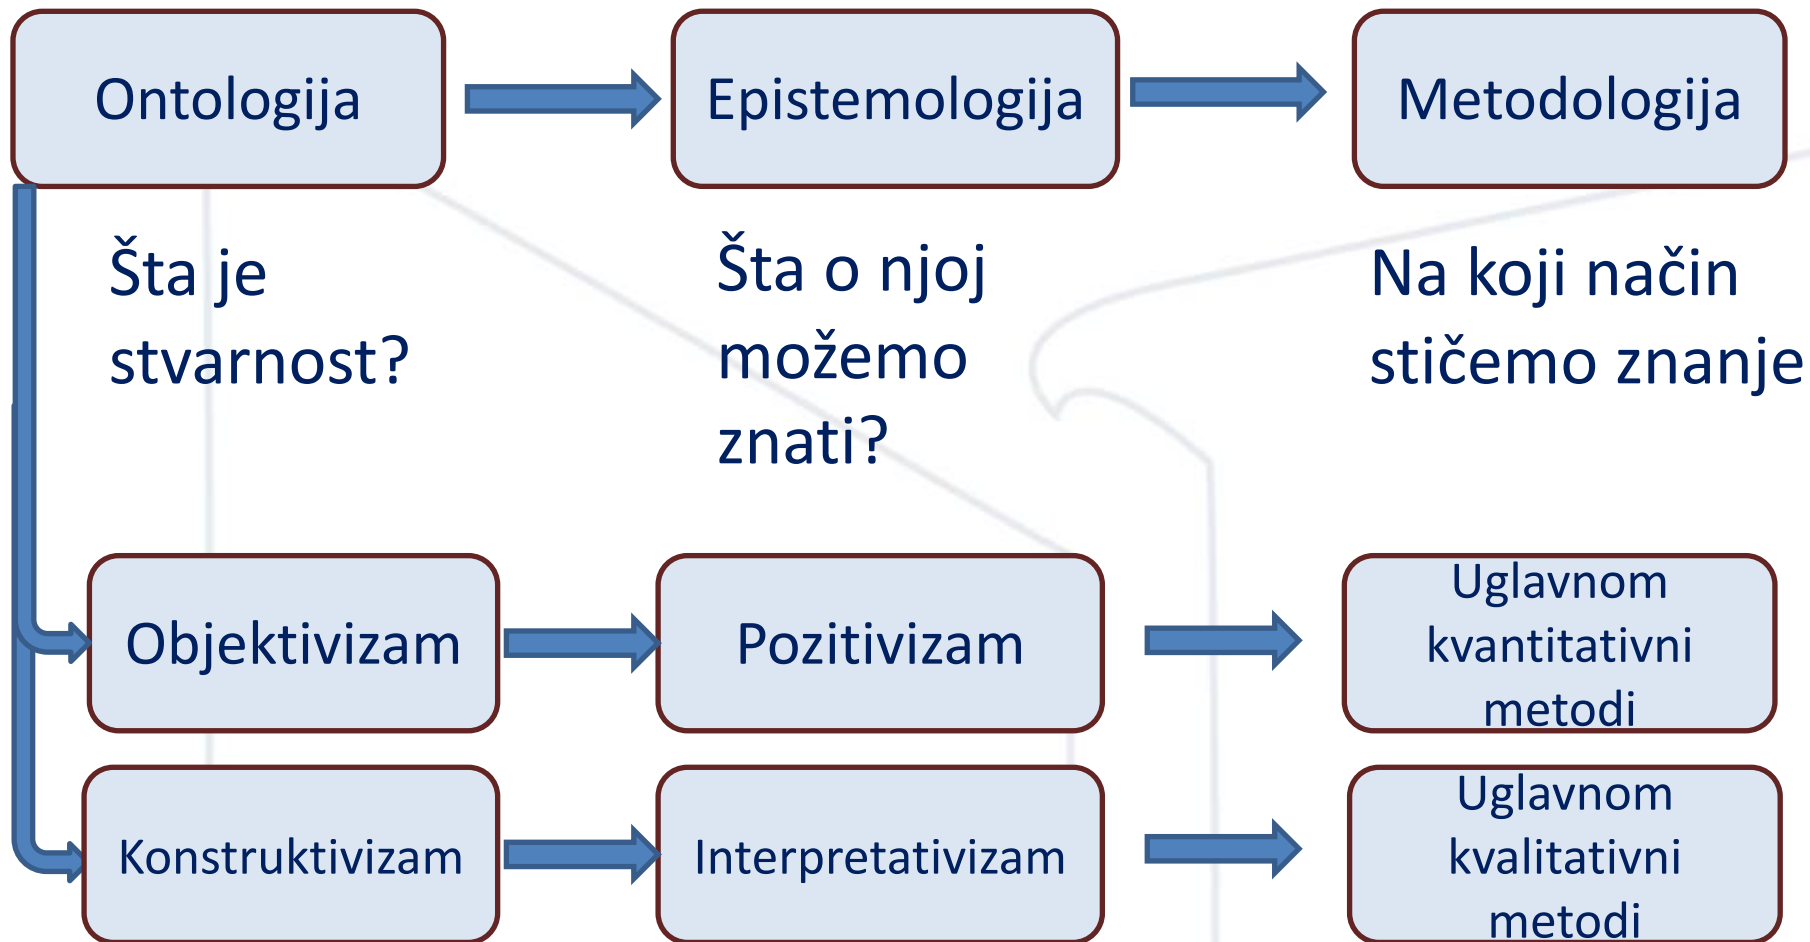 Ontologija
Epistemologija
Metodologija
Šta je
stvarnost?
Šta o njoj
možemo
znati?
Na koji način
stičemo znanje
Objektivizam
Pozitivizam
Uglavnom
kvantitativni
metodi
Konstruktivizam
Interpretativizam
Uglavnom
kvalitativni
metodi